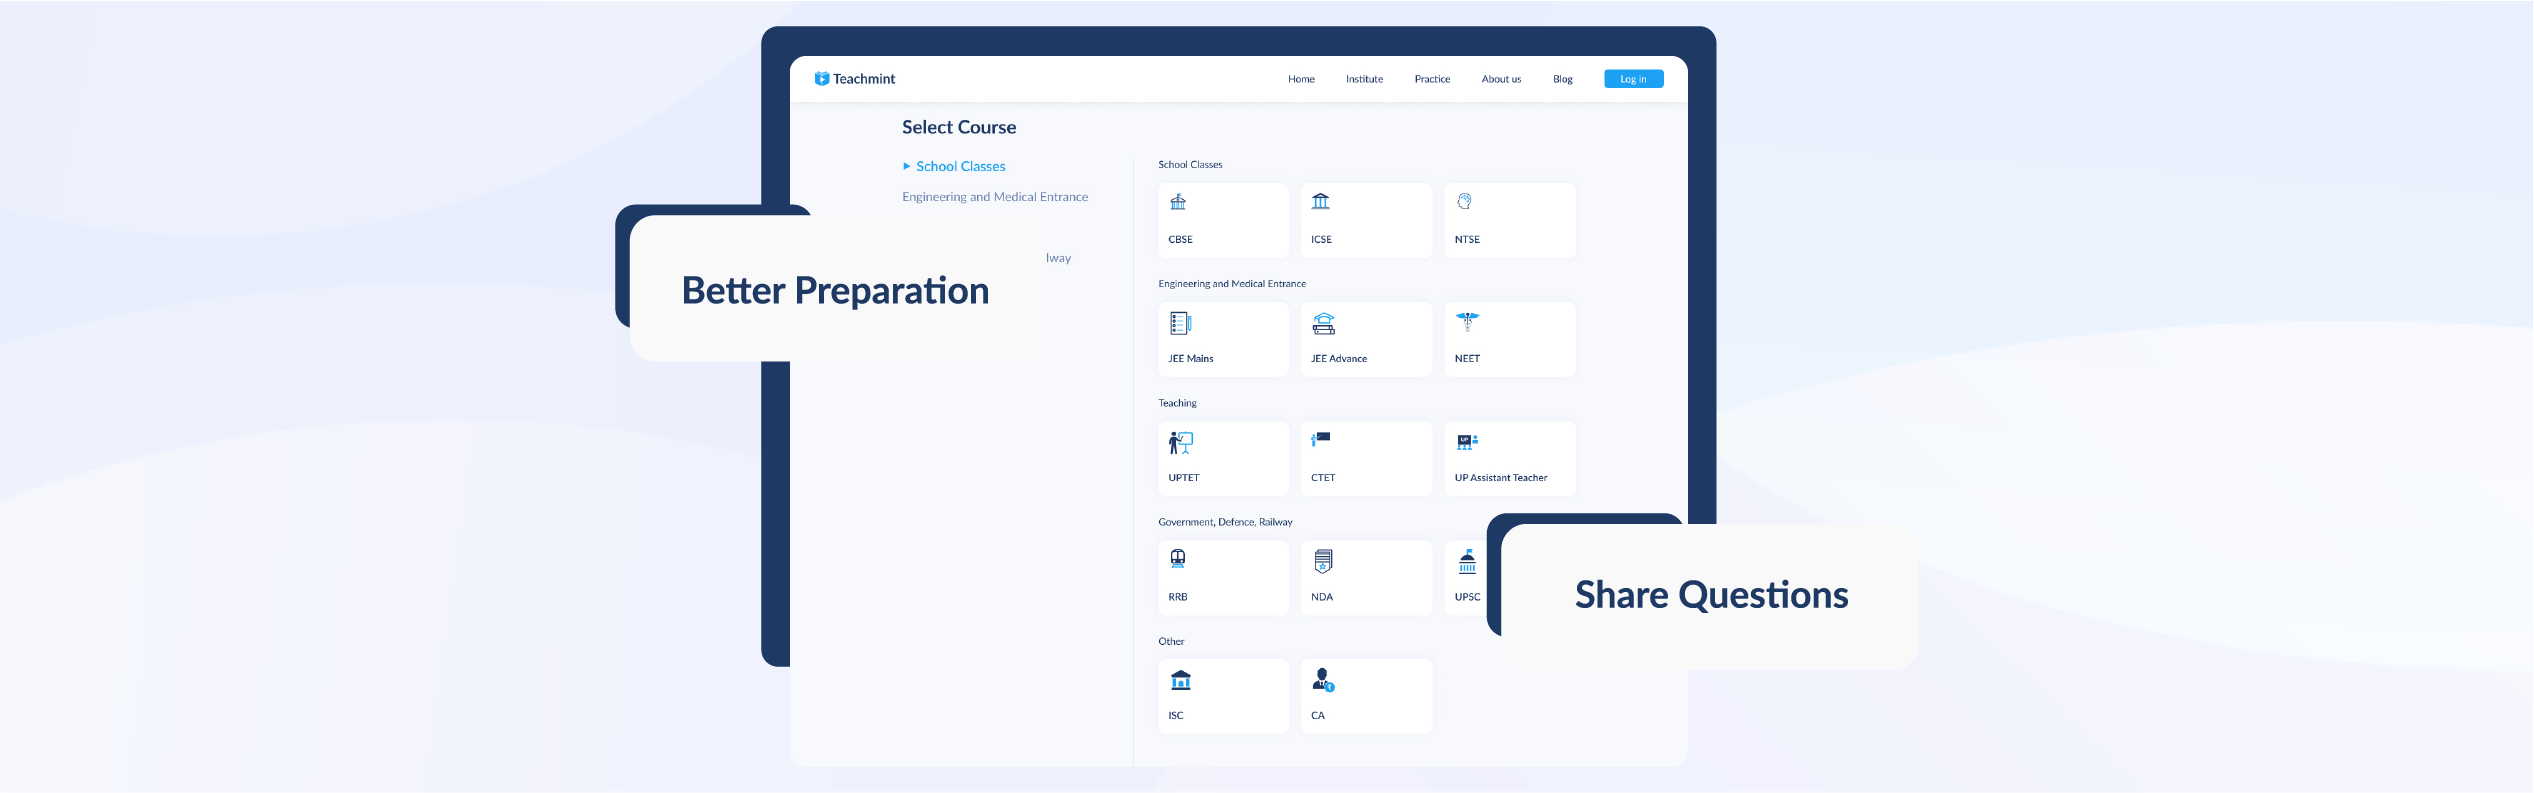 Teachmint
Home Institute Practice About us Blog Log in
Select Course
School Classes
Engineering and Medical Entrance
lway
Better Preparation
School Classes
CBSE ICSE NTSE
Engineering and Medical Entrance
JEE Mains JEE Advance NEET
Teaching
UP
UPTET CTET UP Assistant Teacher
Government, Defence, Railway
RRB NDA UPSC
Share Questions
Other
ISC CA